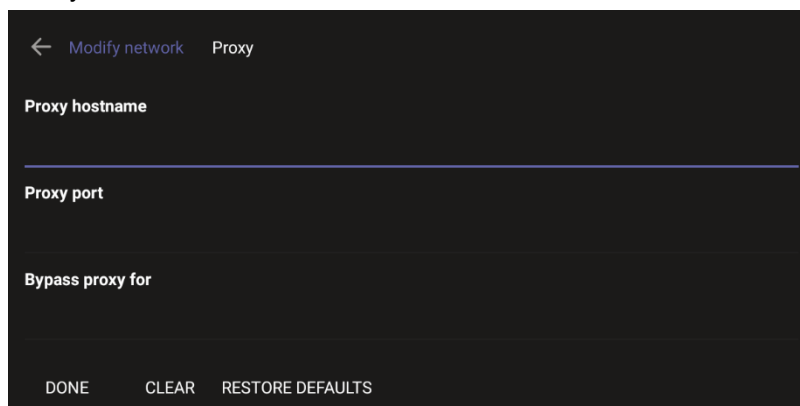 Modify network Proxy
Proxy hostname
Proxy port
Bypass proxy for
DONE CLEAR RESTORE DEFAULTS